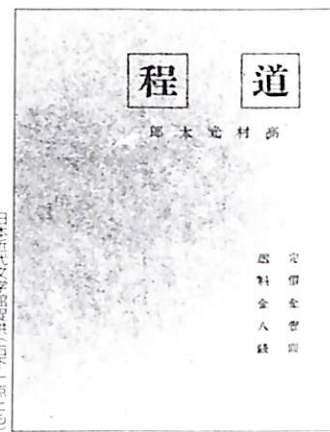 道程
高村光太郎
定價金壹圓
料金八錢
日本近代文学館提供